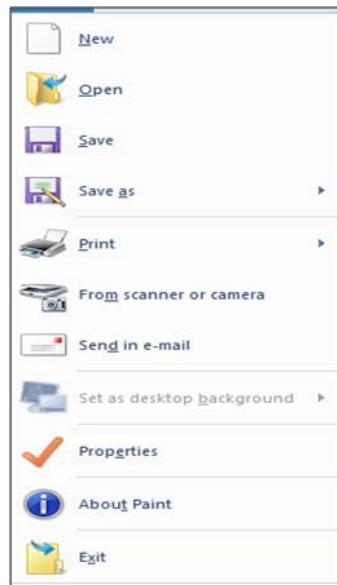 New
Open
Save
Save as
Print
From scanner or camera
Send in e-mail
Set as desktop background
Properties
About Paint
Exit